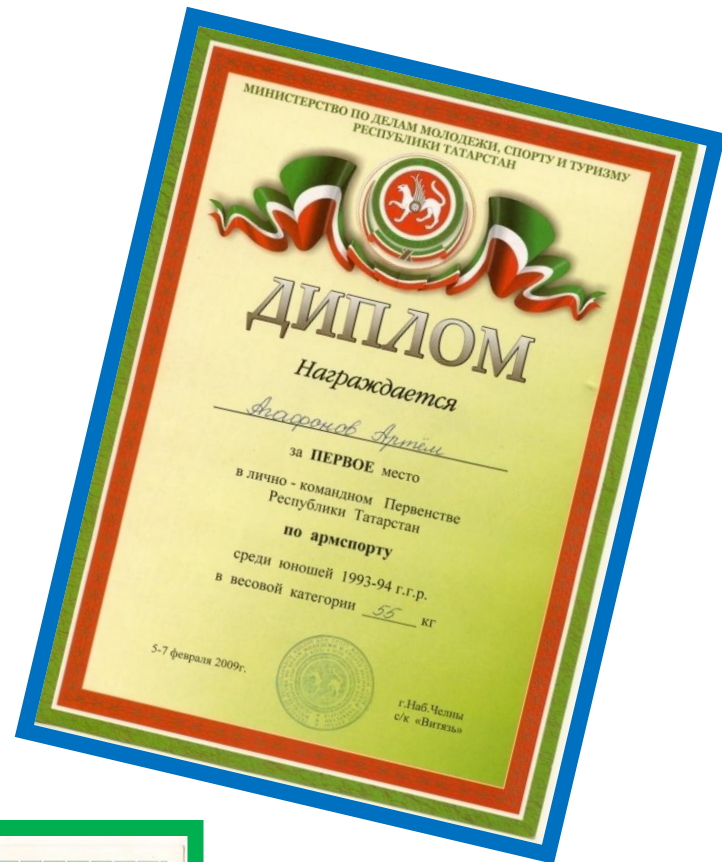 МИНИСТЕРСТВО ПО ДЕЛАМ МОЛОДЕЖИ, СПОРТУ И ТУРИЗМУ
РЕСПУБЛИКИ ТАТАРСТАН
ДИПЛОМ
Награждается
Агафонов Артём
за ПЕРВОЕ место
в лично - командном Первенстве
Республики Татарстан
по армспорту
среди юношей 1993-94 г.г.р.
в весовой категории 55 кг
5-7 февраля 2009г.
г.Наб.Челны
с/к «Витязь»